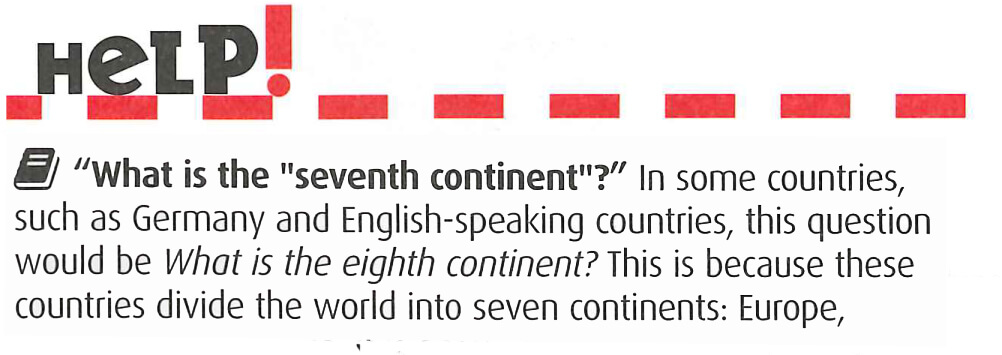 HeLP!
“What is the "seventh continent"?” In some countries,
such as Germany and English-speaking countries, this question
would be What is the eighth continent? This is because these
countries divide the world into seven continents: Europe,